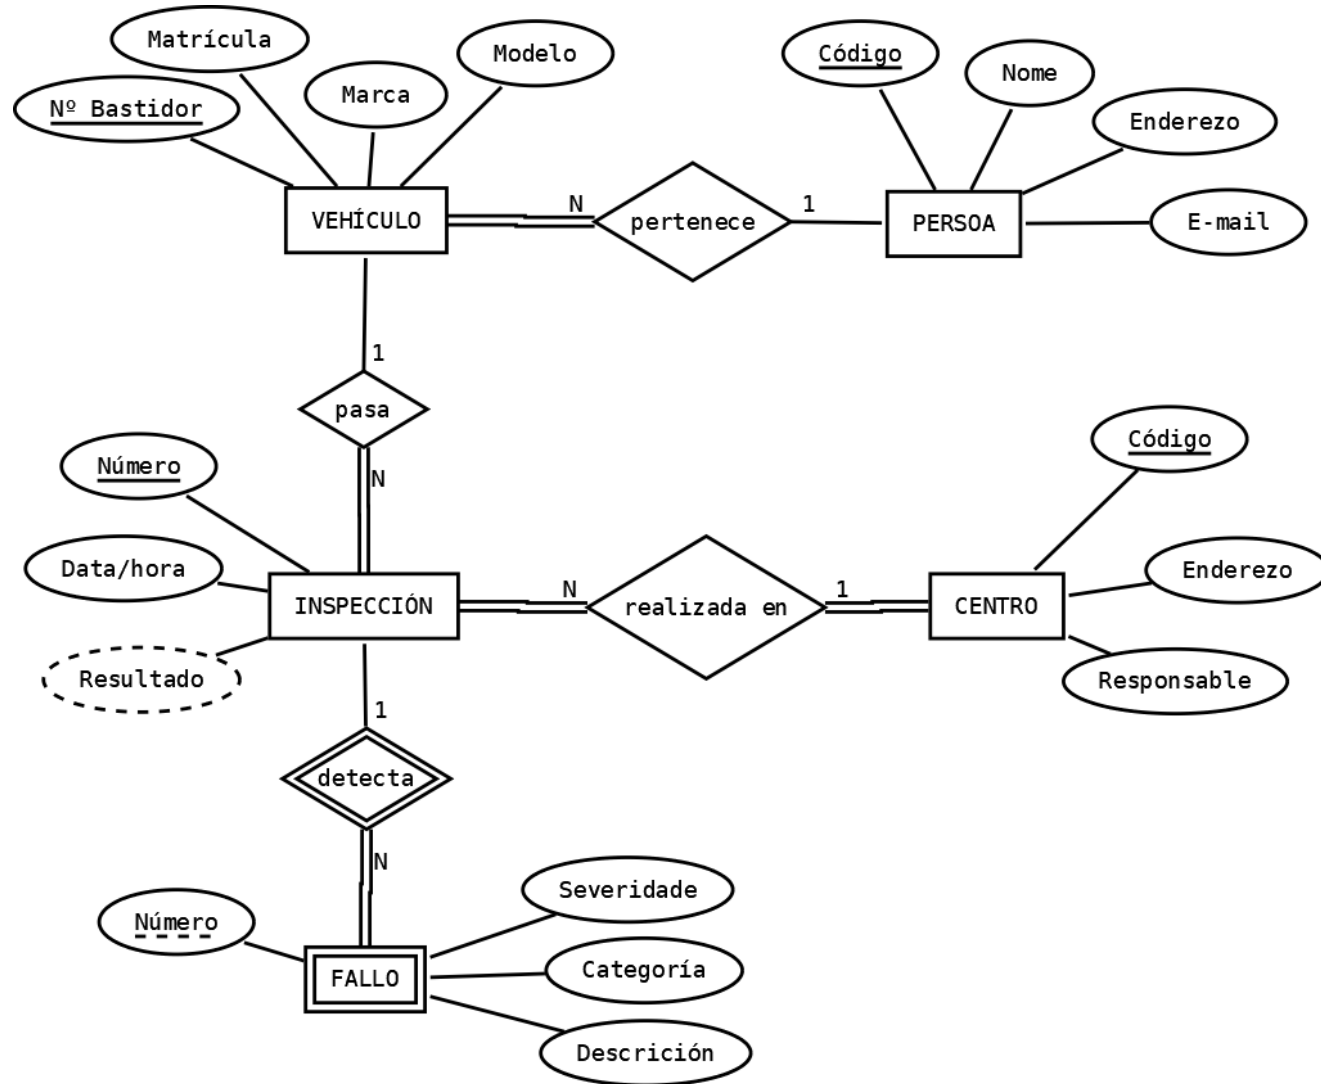 Matrícula
Modelo
Código
Nome
Marca
Nº Bastidor
Enderezo
N
1
VEHÍCULO
pertenece
PERSOA
E-mail
1
pasa
Número
N
Código
Data/hora
Enderezo
N
1
INSPECCIÓN
realizada en
CENTRO
Resultado
Responsable
1
detecta
N
Severidade
Número
Categoría
FALLO
Descrición